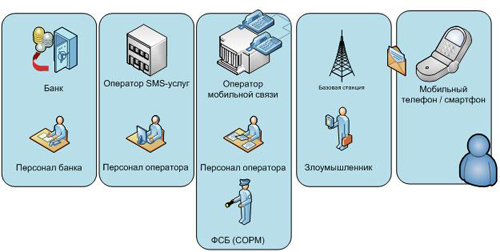 Банк
Персонал банка
Оператор SMS-услуг
Персонал оператора
Оператор
мобильной связи
Персонал оператора
ФСБ (СОРМ)
Базовая станция
Злоумышленник
Мобильный
телефон / смартфон